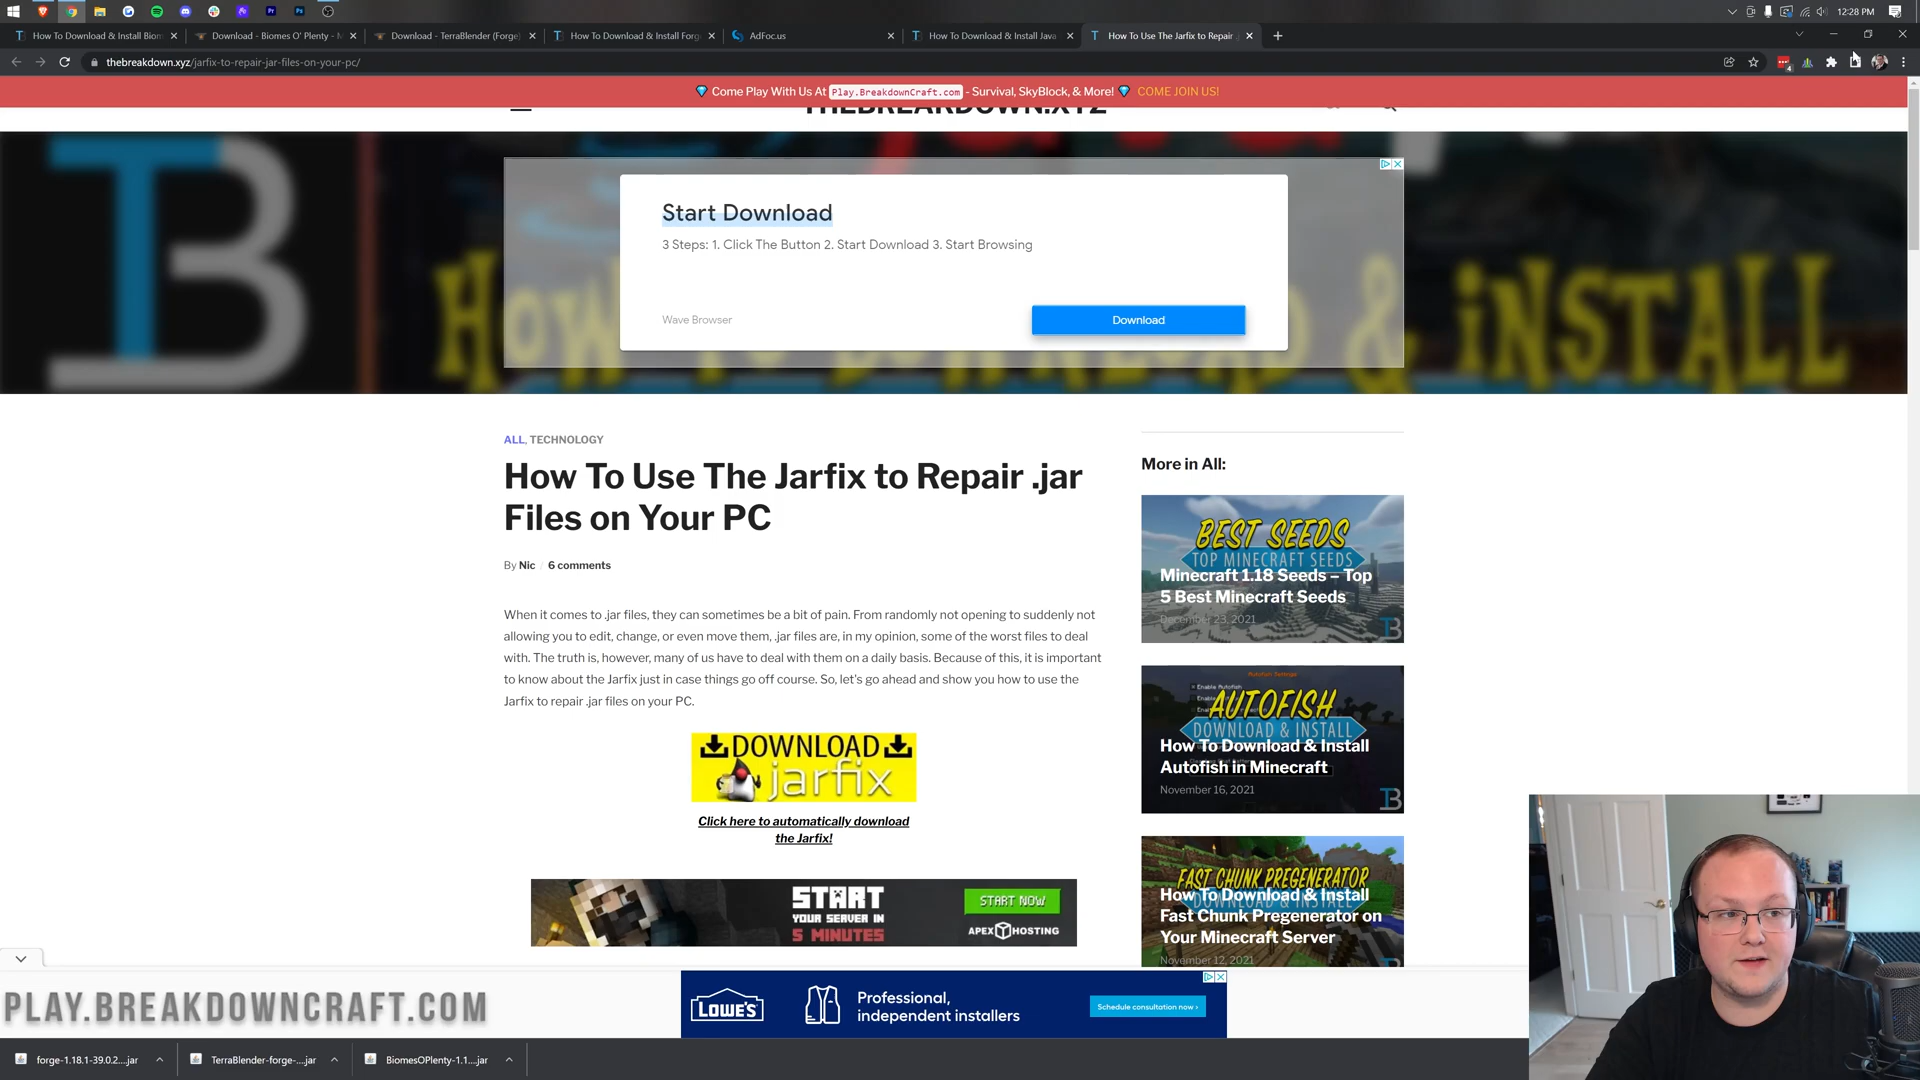 12:28 PM
How To Download & Install Biom
Download - Biomes O' Plenty - M
Download - TerraBlender (Forge)
How To Download & Install Forg
AdFoc.us
How To Download & Install Java
How To Use The Jarfix to Repair .
thebreakdown.xyz/jarfix-to-repair-jar-files-on-your-pc/
Come Play With Us At Play.BreakdownCraft.com - Survival, SkyBlock, & More! COME JOIN US!
THEBREAKDOWN.XYZ
Start Download
3 Steps: 1. Click The Button 2. Start Download 3. Start Browsing
Wave Browser
Download
HOW TO DOWNLOAD & iNSTALL
ALL, TECHNOLOGY
How To Use The Jarfix to Repair .jar
Files on Your PC
By Nic / 6 comments
When it comes to .jar files, they can sometimes be a bit of pain. From randomly not opening to suddenly not
allowing you to edit, change, or even move them, .jar files are, in my opinion, some of the worst files to deal
with. The truth is, however, many of us have to deal with them on a daily basis. Because of this, it is important
to know about the Jarfix just in case things go off course. So, let's go ahead and show you how to use the
Jarfix to repair .jar files on your PC.
DOWNLOAD
jarfix
Click here to automatically download
the Jarfix!
START
YOUR SERVER IN
5 MINUTES
START NOW
APEX HOSTING
More in All:
BEST SEEDS
TOP MINECRAFT SEEDS
Minecraft 1.18 Seeds – Top
5 Best Minecraft Seeds
December 23, 2021
TB
Autofish Settings
Enable Autofish
AUTOFISH
DOWNLOAD & INSTALL
How To Download & Install
Autofish in Minecraft
November 16, 2021
TB
FAST CHUNK PREGENERATOR
How To Download & Install
Fast Chunk Pregenerator on
Your Minecraft Server
November 12, 2021
PLAY.BREAKDOWNCRAFT.COM
LOWE'S
Professional,
independent installers
Schedule consultation now ›
forge-1.18.1-39.0.2....jar
TerraBlender-forge-....jar
BiomesOPlenty-1.1....jar